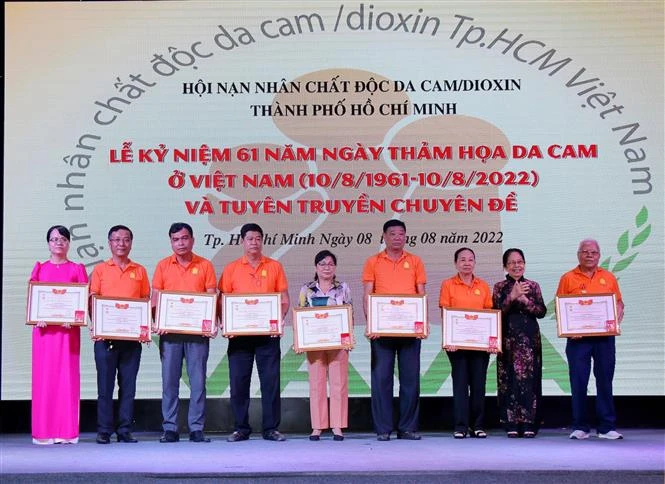 nạn nhân chất độc da cam /dioxin Tp.HCM Việt Nam
HỘI NẠN NHÂN CHẤT ĐỘC DA CAM/DIOXIN
THÀNH PHỐ HỒ CHÍ MINH
LỄ KỶ NIỆM 61 NĂM NGÀY THẢM HỌA DA CAM
Ở VIỆT NAM (10/8/1961-10/8/2022)
VÀ TUYÊN TRUYỀN CHUYÊN ĐỀ
Tp. Hồ Chí Minh Ngày 08 tháng 08 năm 2022